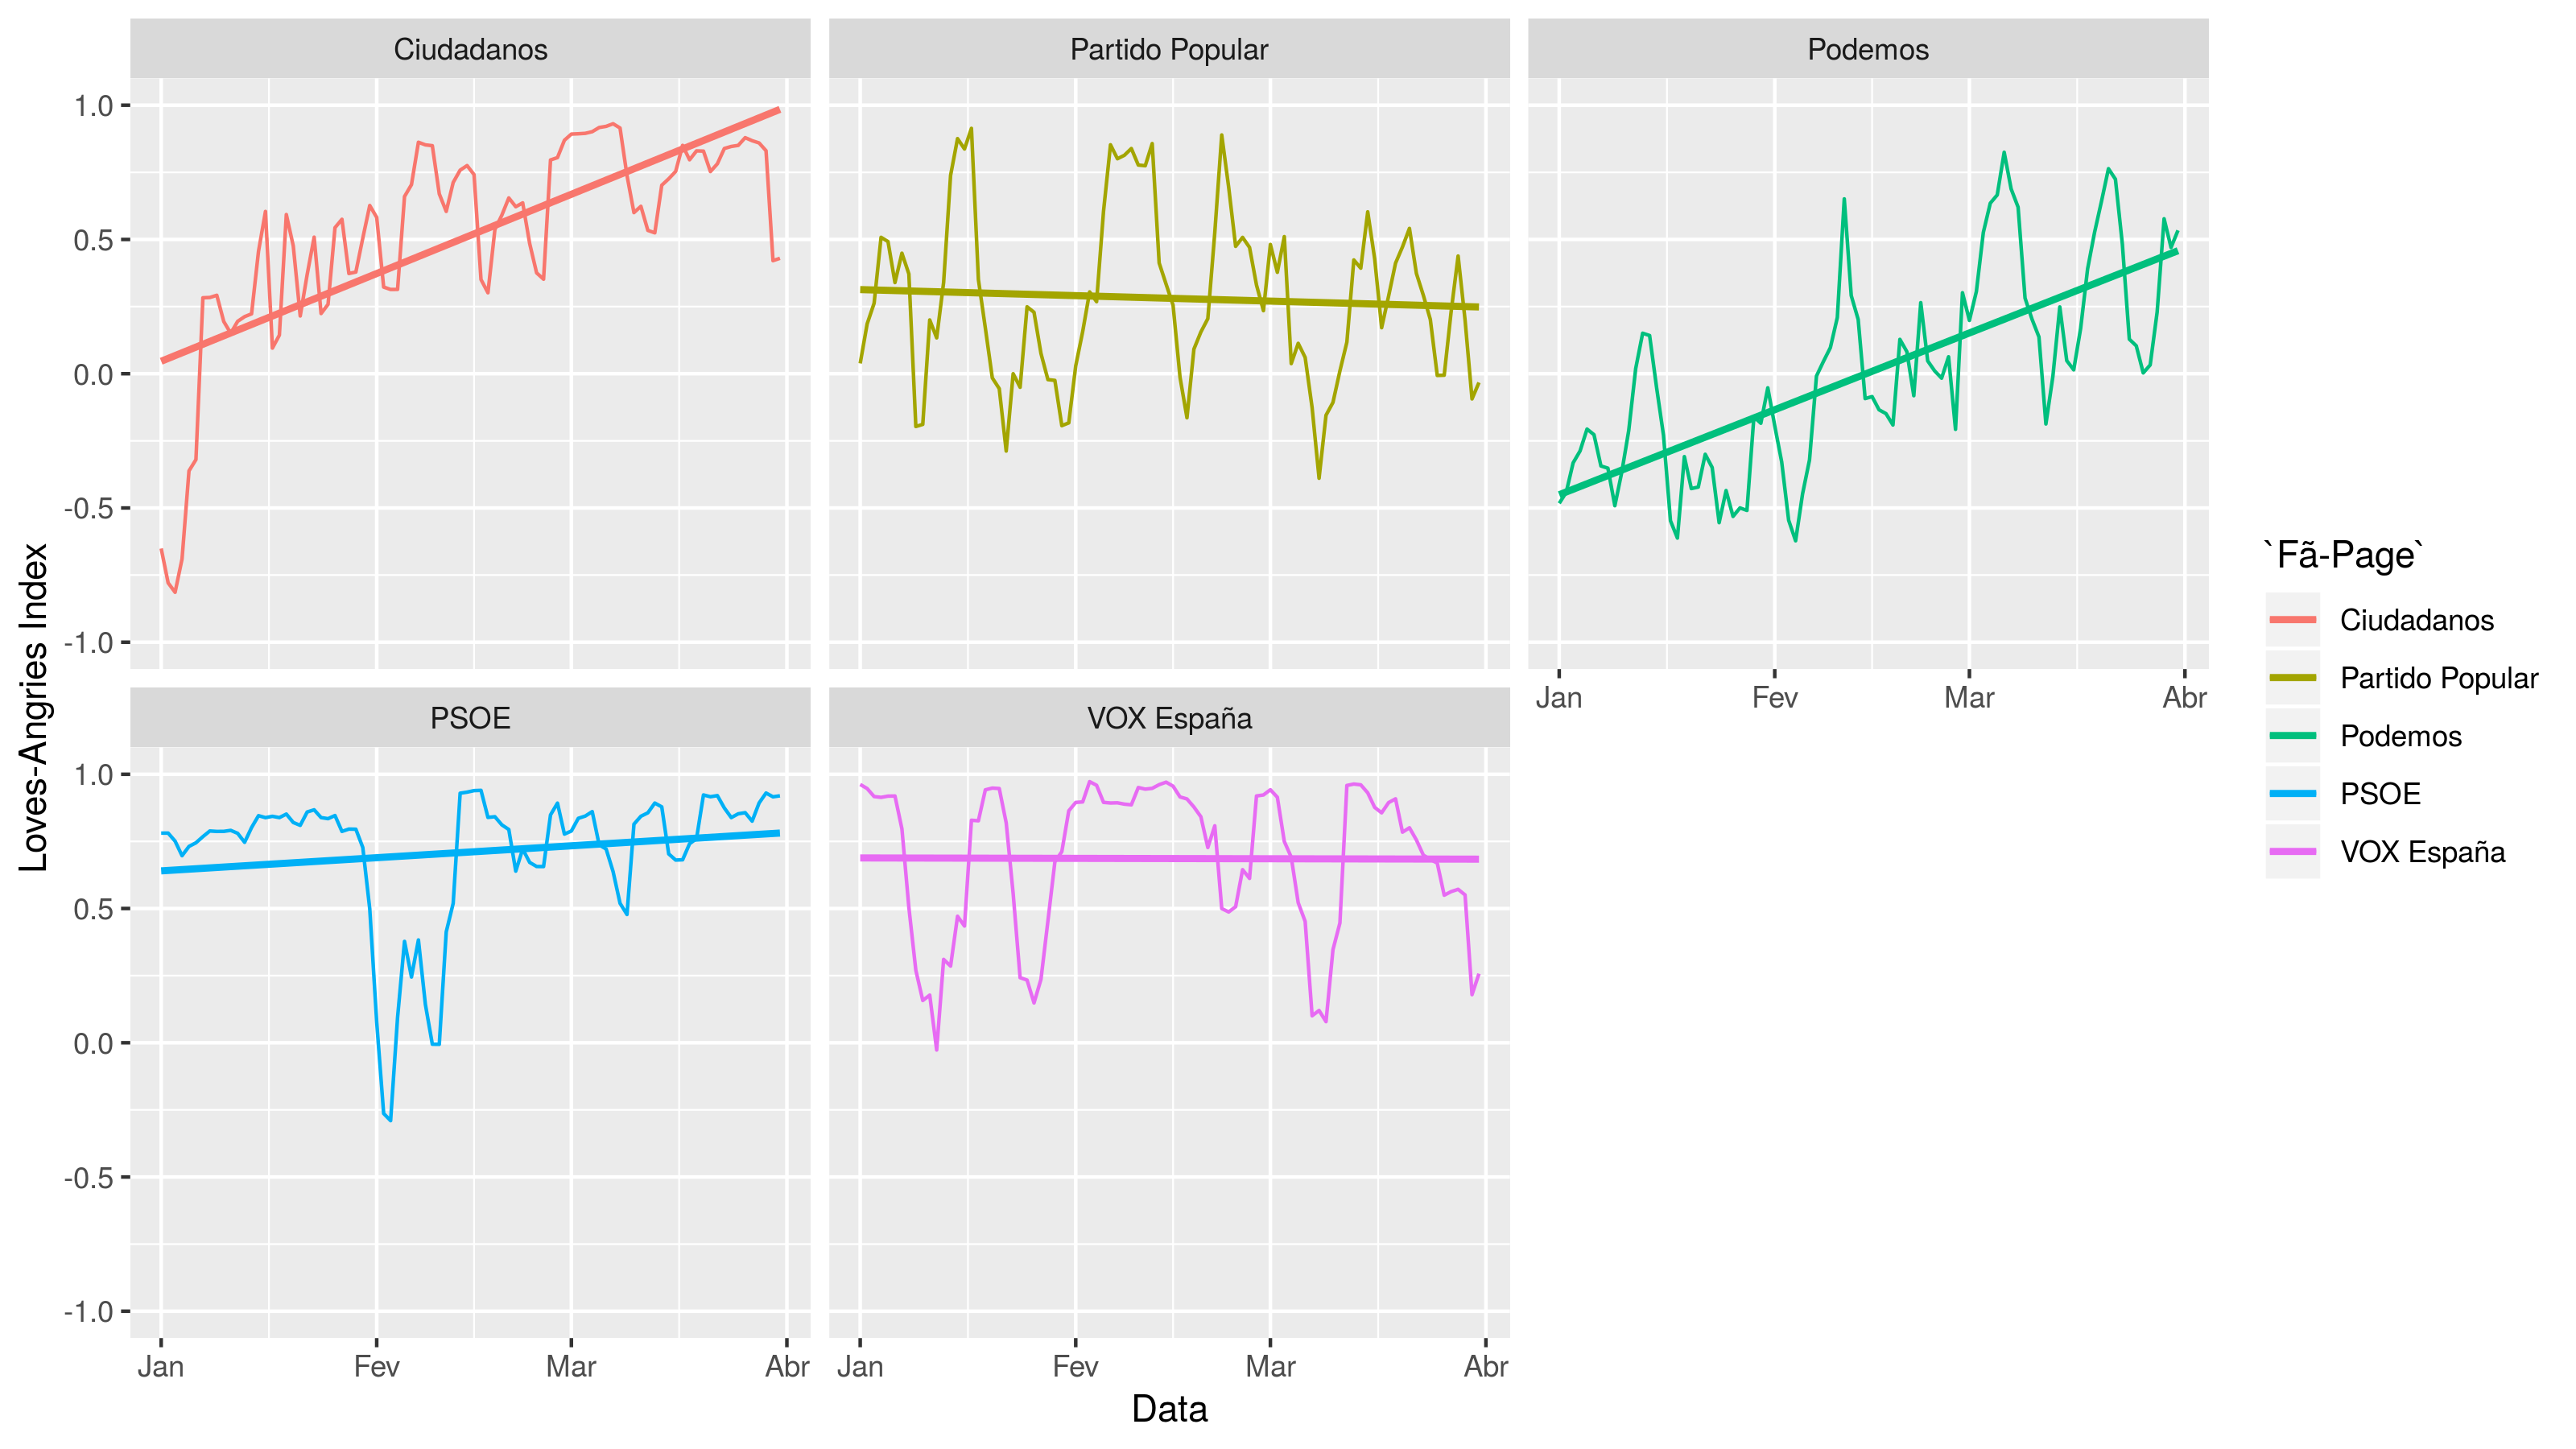 Ciudadanos
Partido Popular
Podemos
1.0
0.5
0.0
-0.5
-1.0
Jan Fev Mar Abr
PSOE
VOX España
1.0
0.5
0.0
-0.5
-1.0
Jan Fev Mar Abr
Jan Fev Mar Abr
Data
Loves-Angries Index
`Fã-Page`
Ciudadanos
Partido Popular
Podemos
PSOE
VOX España